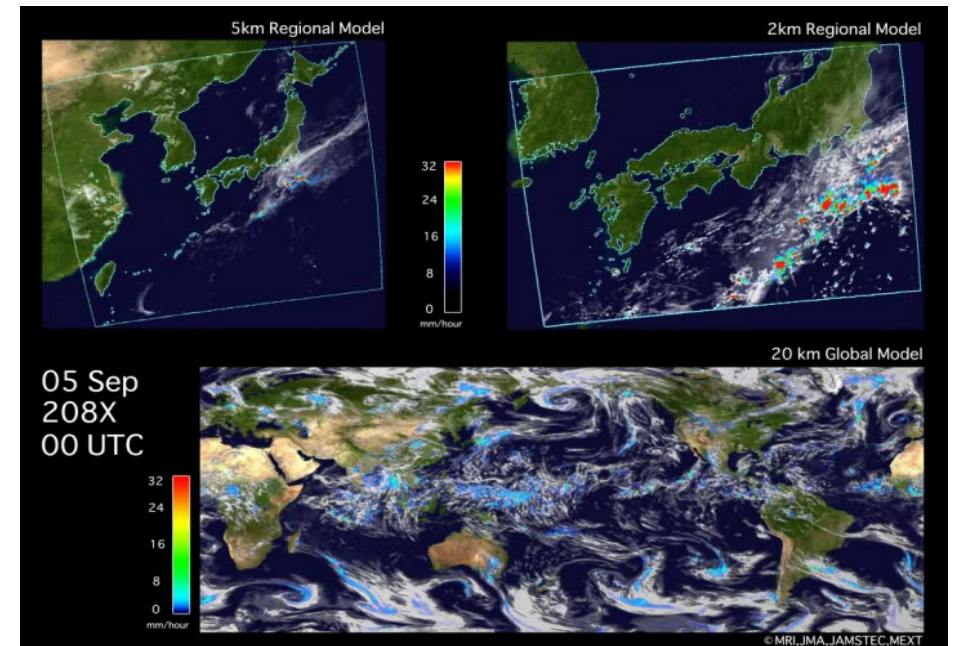 5km Regional Model
2km Regional Model
32
24
16
8
0
mm/hour
20 km Global Model
05 Sep
208X
00 UTC
32
24
16
8
0
mm/hour
©MRI,JMA,JAMSTEC,MEXT